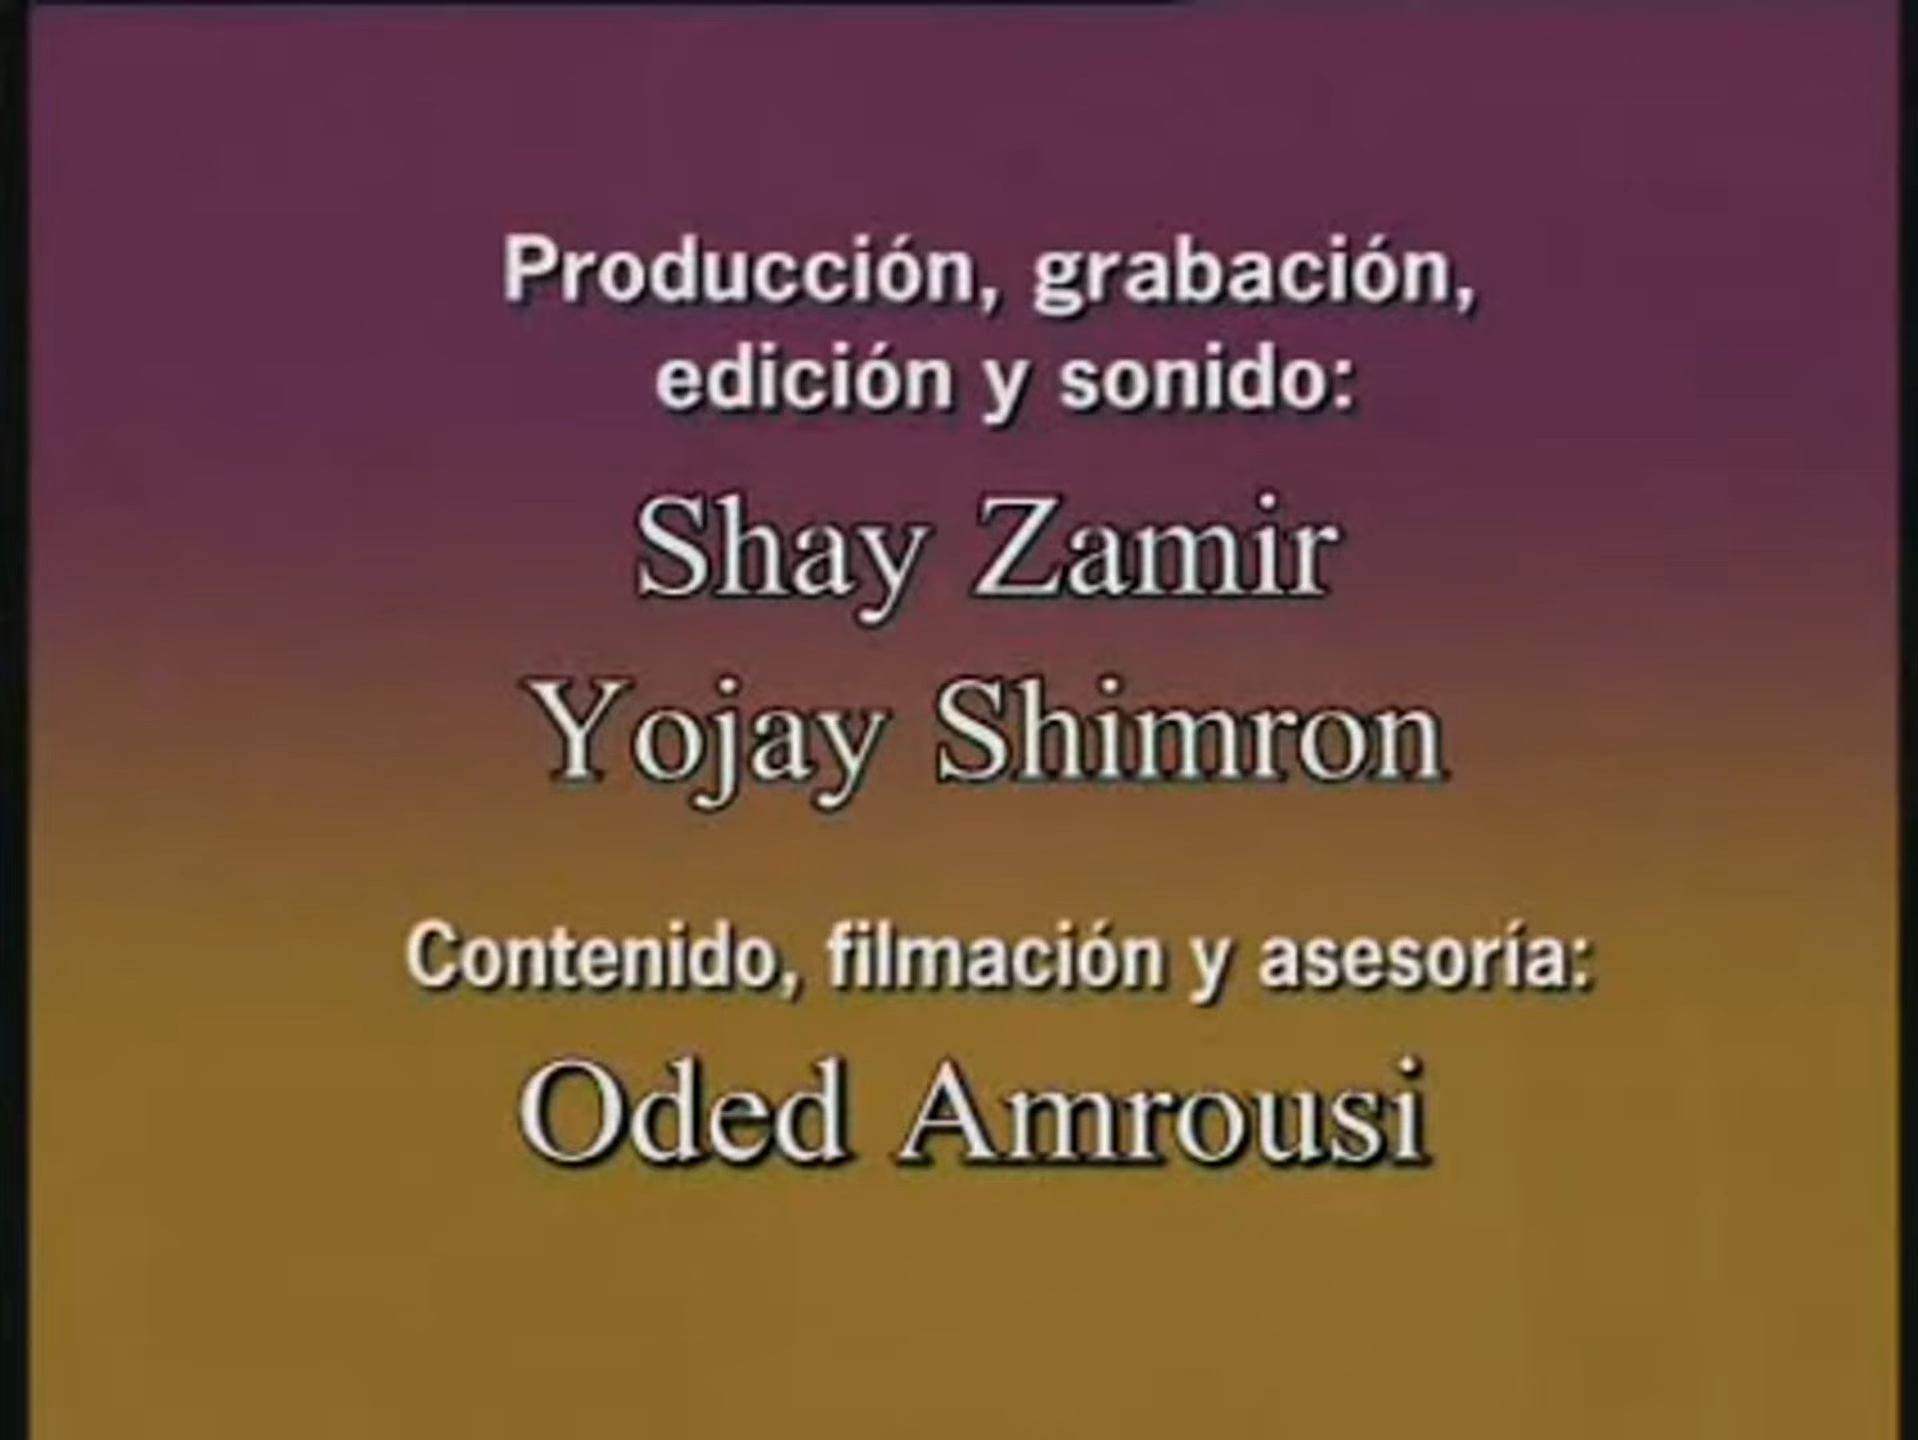 Producción, grabación,
edición y sonido:
Shay Zamir
Yojay Shimron
Contenido, filmación y asesoría:
Oded Amrousi